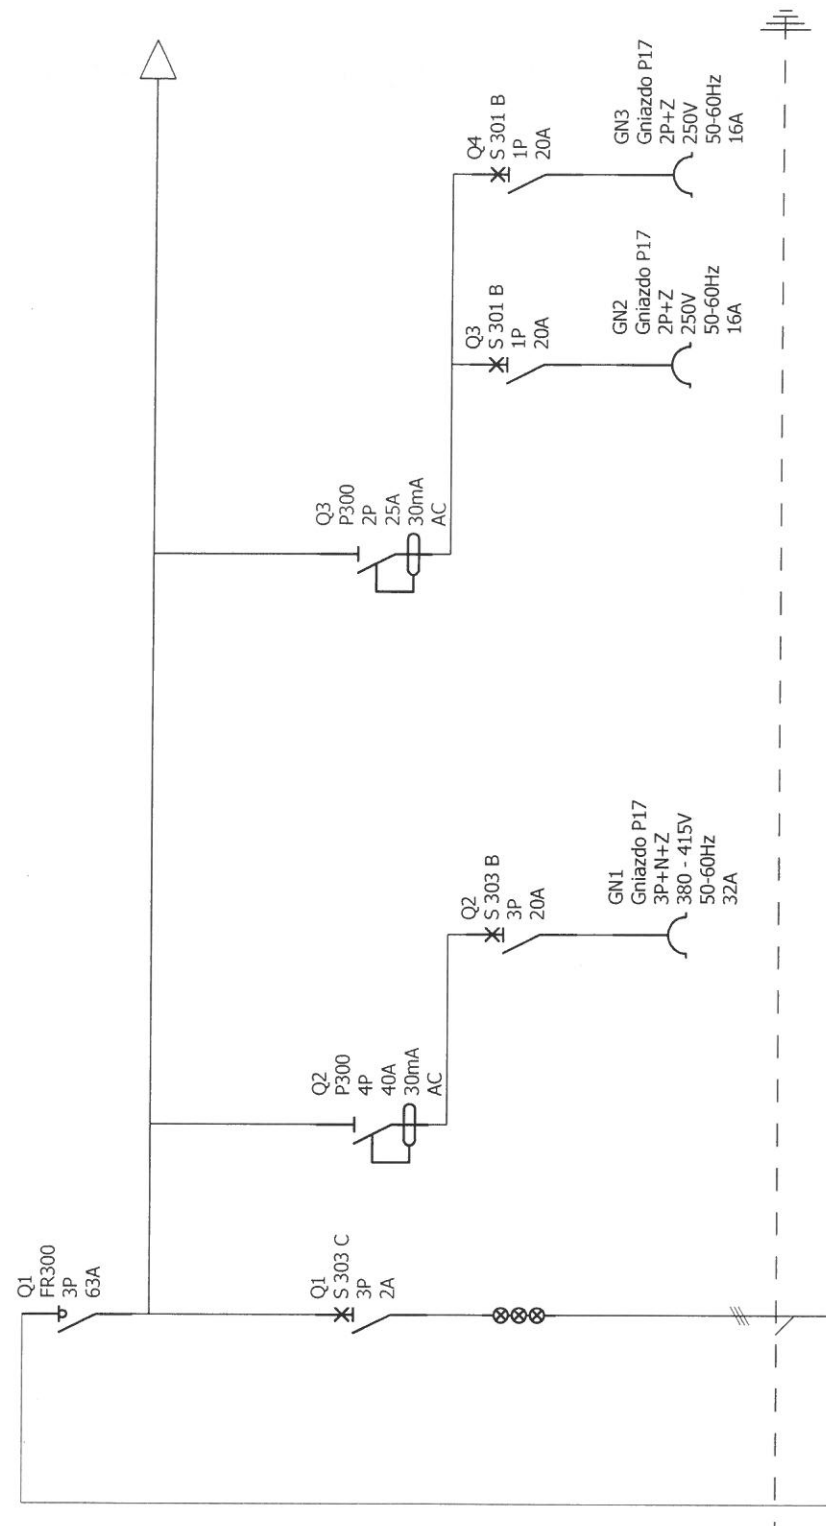 Q1
FR300
3P
63A
Q1
S 303 C
3P
2A
Q2
P300
4P
40A
30mA
AC
Q2
S 303 B
3P
20A
GN1
Gniazdo P17
3P+N+Z
380 - 415V
50-60Hz
32A
Q3
P300
2P
25A
30mA
AC
Q3
S 301 B
1P
20A
GN2
Gniazdo P17
2P+Z
250V
50-60Hz
16A
Q4
S 301 B
1P
20A
GN3
Gniazdo P17
2P+Z
250V
50-60Hz
16A